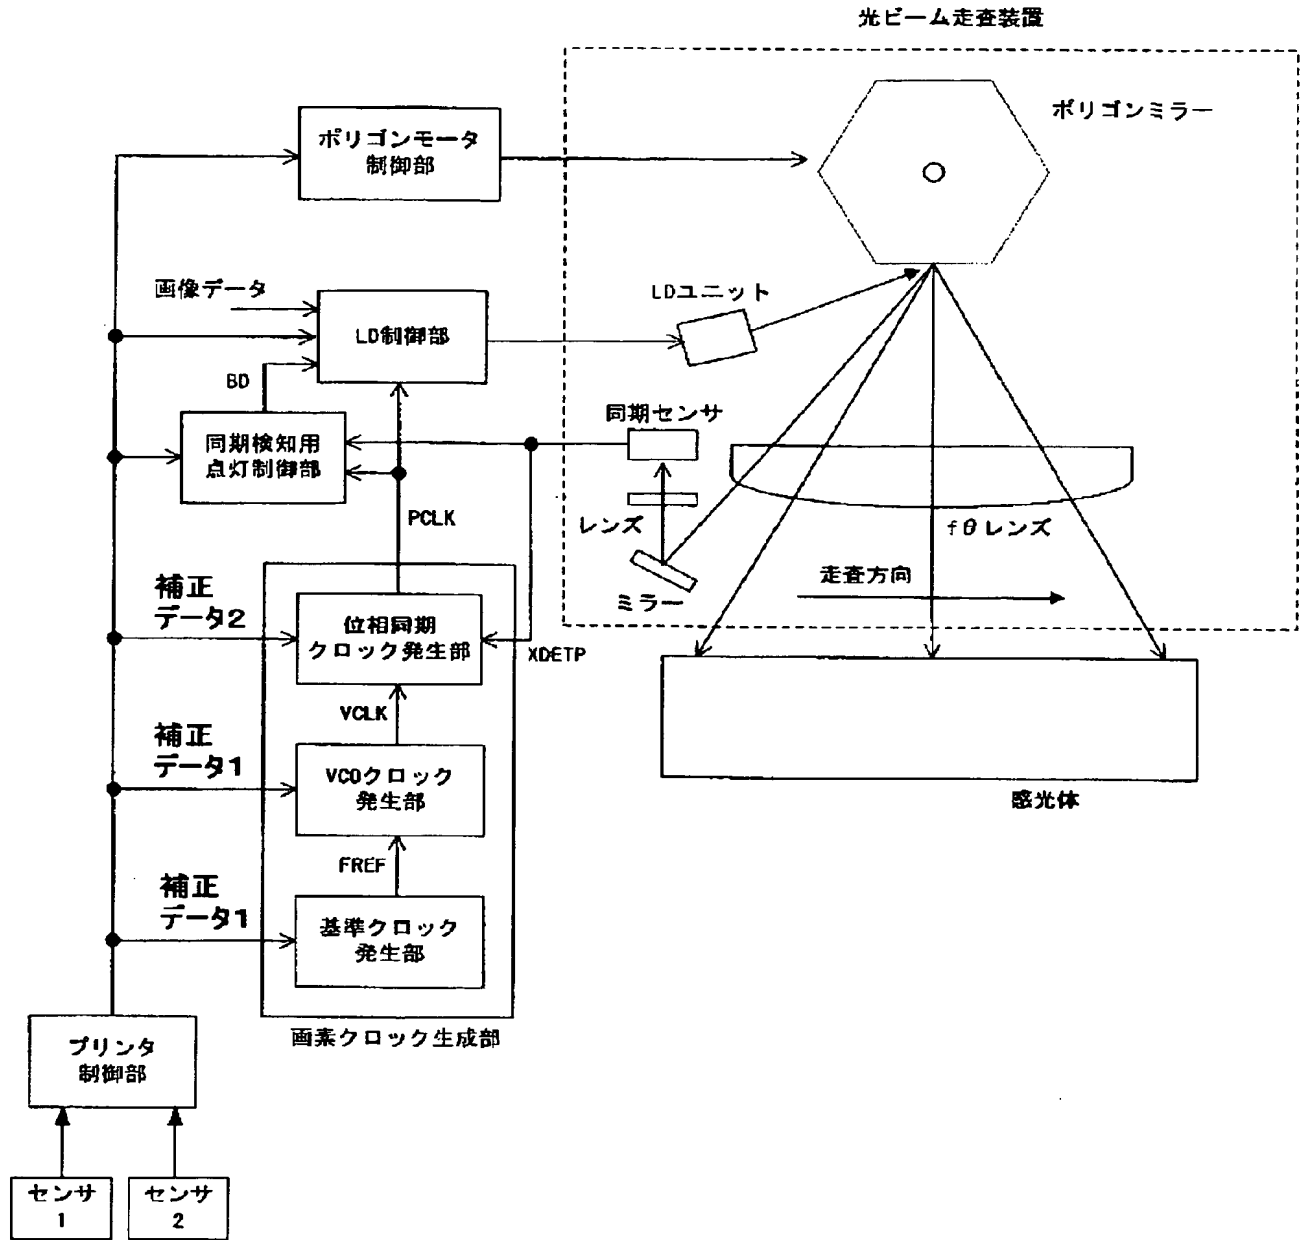 光ビーム走査装置
ポリゴンミラー
ポリゴンモータ
制御部
画像データ
LDユニット
LD制御部
BD
同期センサ
同期検知用
点灯制御部
レンズ
fθレンズ
PCLK
走査方向
ミラー
補正
データ2
位相同期
クロック発生部
XDETP
VCLK
補正
データ1
VCOクロック
発生部
感光体
FREF
補正
データ1
基準クロック
発生部
画素クロック生成部
プリンタ
制御部
センサ
1
センサ
2